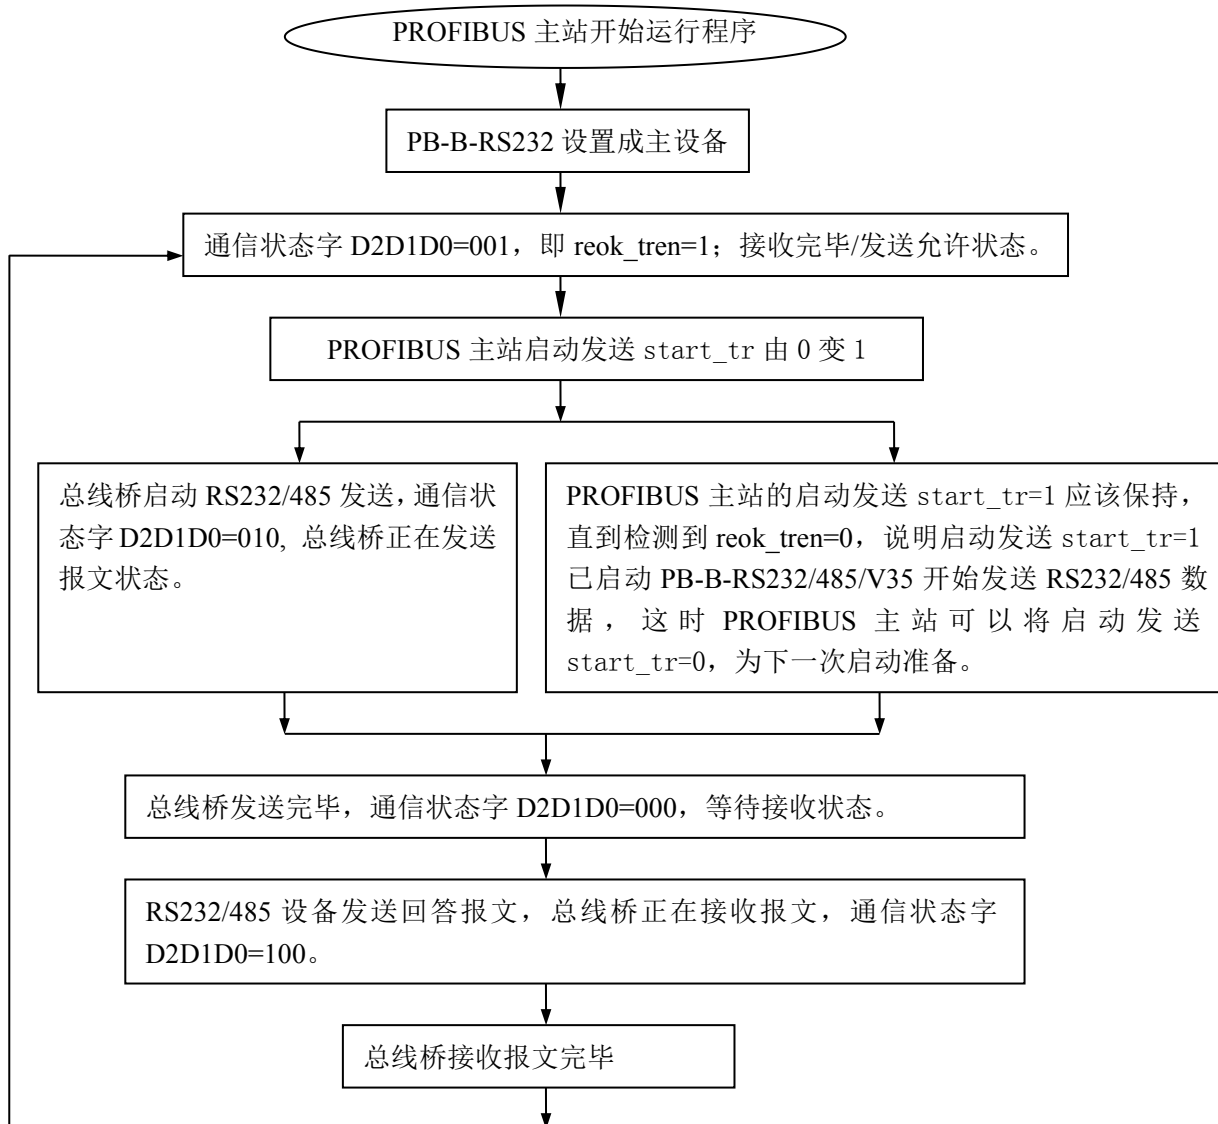 PROFIBUS 主站开始运行程序
PB-B-RS232 设置成主设备
通信状态字 D2D1D0=001，即 reok_tren=1；接收完毕/发送允许状态。
PROFIBUS 主站启动发送 start_tr 由 0 变 1
总线桥启动 RS232/485 发送，通信状
态字 D2D1D0=010, 总线桥正在发送
报文状态。
PROFIBUS 主站的启动发送 start_tr=1 应该保持，
直到检测到 reok_tren=0，说明启动发送 start_tr=1
已启动 PB-B-RS232/485/V35 开始发送 RS232/485 数
据，这时 PROFIBUS 主站可以将启动发送
start_tr=0，为下一次启动准备。
总线桥发送完毕，通信状态字 D2D1D0=000，等待接收状态。
RS232/485 设备发送回答报文，总线桥正在接收报文，通信状态字
D2D1D0=100。
总线桥接收报文完毕